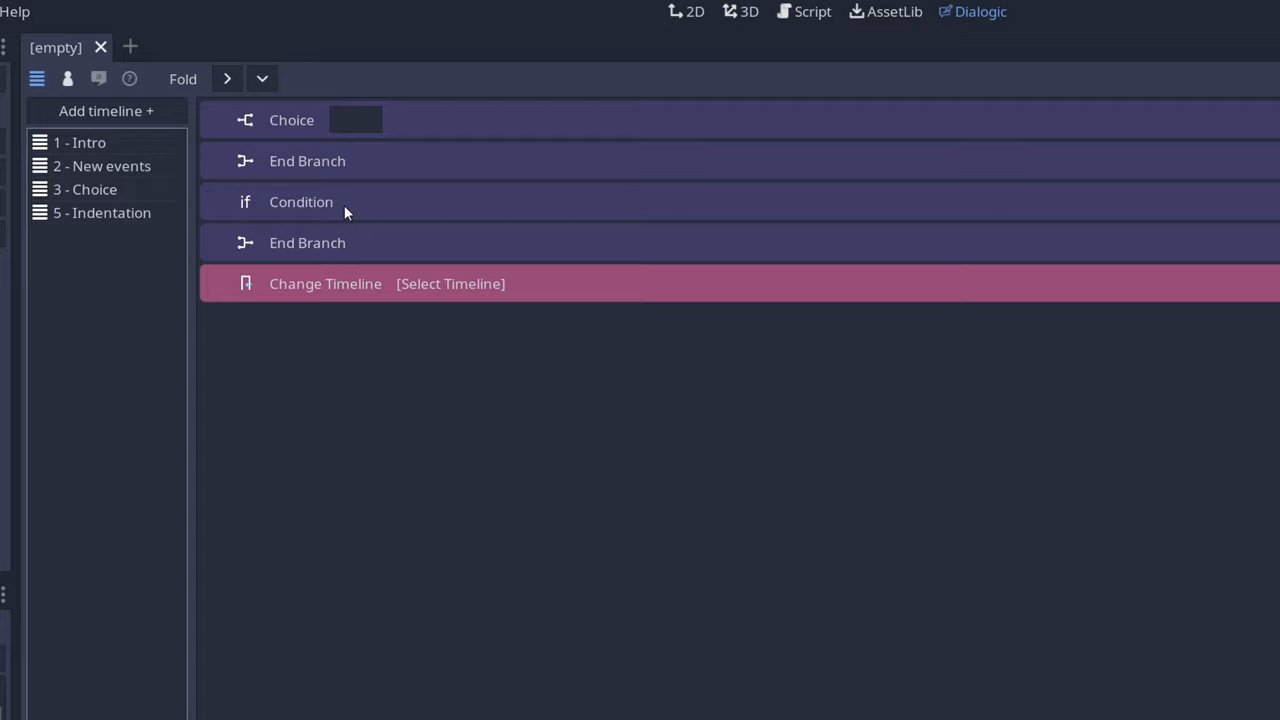 Help
2D 3D Script AssetLib Dialogic
[empty]
Fold
Add timeline +
1 - Intro
2 - New events
3 - Choice
5 - Indentation
Choice
End Branch
if Condition
End Branch
Change Timeline [Select Timeline]